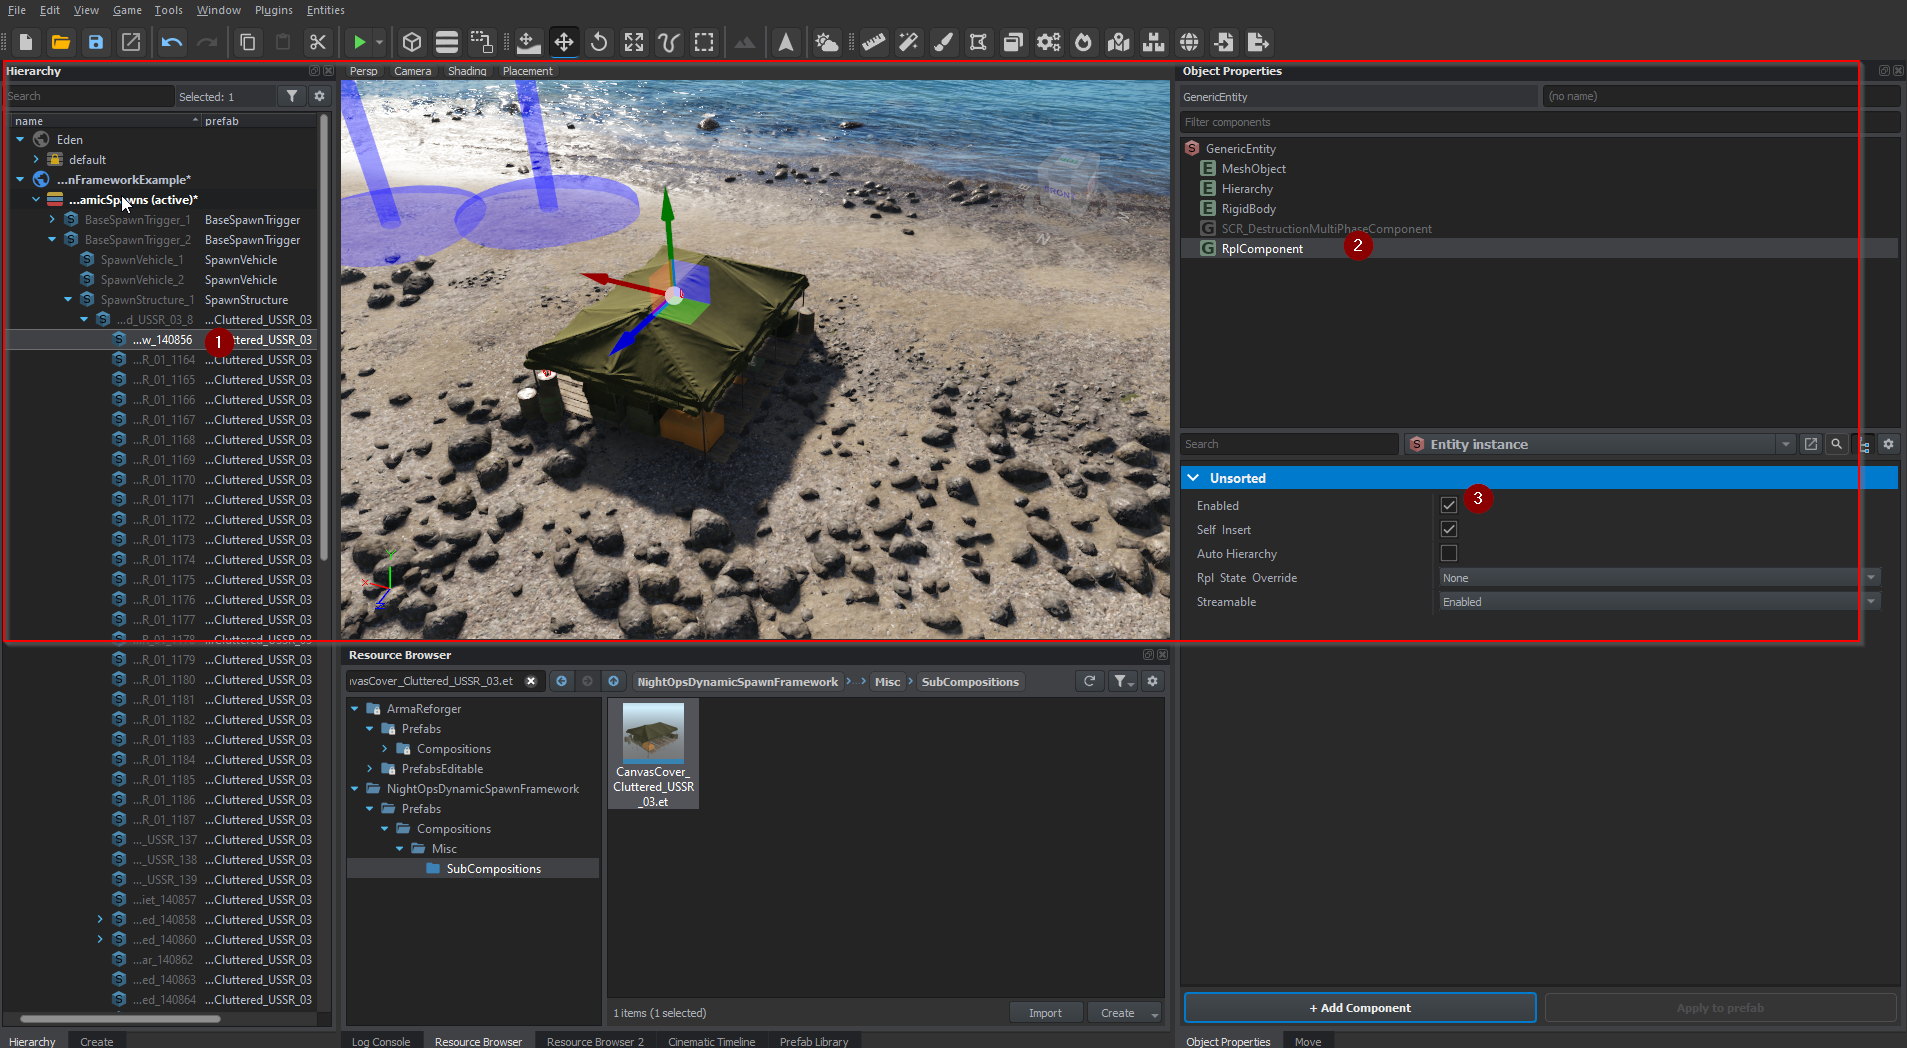 File Edit View Game Tools Window Plugins Entities
Hierarchy
Search
Selected: 1
name prefab
Eden
default
...nFrameworkExample*
...amicSpawns (active)*
BaseSpawnTrigger_1 BaseSpawnTrigger
BaseSpawnTrigger_2 BaseSpawnTrigger
SpawnVehicle_1 SpawnVehicle
SpawnVehicle_2 SpawnVehicle
SpawnStructure_1 SpawnStructure
...d_USSR_03_8 ...Cluttered_USSR_03
...w_140856 1 ...ttered_USSR_03
...R_01_1164 ...Cluttered_USSR_03
...R_01_1165 ...Cluttered_USSR_03
...R_01_1166 ...Cluttered_USSR_03
...R_01_1167 ...Cluttered_USSR_03
...R_01_1168 ...Cluttered_USSR_03
...R_01_1169 ...Cluttered_USSR_03
...R_01_1170 ...Cluttered_USSR_03
...R_01_1171 ...Cluttered_USSR_03
...R_01_1172 ...Cluttered_USSR_03
...R_01_1173 ...Cluttered_USSR_03
...R_01_1174 ...Cluttered_USSR_03
...R_01_1175 ...Cluttered_USSR_03
...R_01_1176 ...Cluttered_USSR_03
...R_01_1177 ...Cluttered_USSR_03
...R_01_1178 ...Cluttered_USSR_03
...R_01_1179 ...Cluttered_USSR_03
...R_01_1180 ...Cluttered_USSR_03
...R_01_1181 ...Cluttered_USSR_03
...R_01_1182 ...Cluttered_USSR_03
...R_01_1183 ...Cluttered_USSR_03
...R_01_1184 ...Cluttered_USSR_03
...R_01_1185 ...Cluttered_USSR_03
...R_01_1186 ...Cluttered_USSR_03
...R_01_1187 ...Cluttered_USSR_03
..._USSR_137 ...Cluttered_USSR_03
..._USSR_138 ...Cluttered_USSR_03
..._USSR_139 ...Cluttered_USSR_03
...iet_140857 ...Cluttered_USSR_03
...ed_140858 ...Cluttered_USSR_03
...ed_140860 ...Cluttered_USSR_03
...ar_140862 ...Cluttered_USSR_03
...ed_140863 ...Cluttered_USSR_03
...ed_140864 ...Cluttered_USSR_03
Hierarchy Create
Persp Camera Shading Placement
Y
X
Z
Resource Browser
vasCover_Cluttered_USSR_03.et
NightOpsDynamicSpawnFramework > ...> Misc > SubCompositions
ArmaReforger
Prefabs
Compositions
PrefabsEditable
NightOpsDynamicSpawnFramework
Prefabs
Compositions
Misc
SubCompositions
CanvasCover_
Cluttered_USSR
_03.et
1 items (1 selected)
Import
Create
Log Console Resource Browser Resource Browser 2 Cinematic Timeline Prefab Library
Object Properties
GenericEntity
(no name)
Filter components
GenericEntity
MeshObject
Hierarchy
RigidBody
SCR_DestructionMultiPhaseComponent
RplComponent
2
Search
Entity instance
Unsorted
Enabled
3
Self Insert
Auto Hierarchy
Rpl State Override None
Streamable Enabled
+ Add Component
Apply to prefab
Object Properties Move